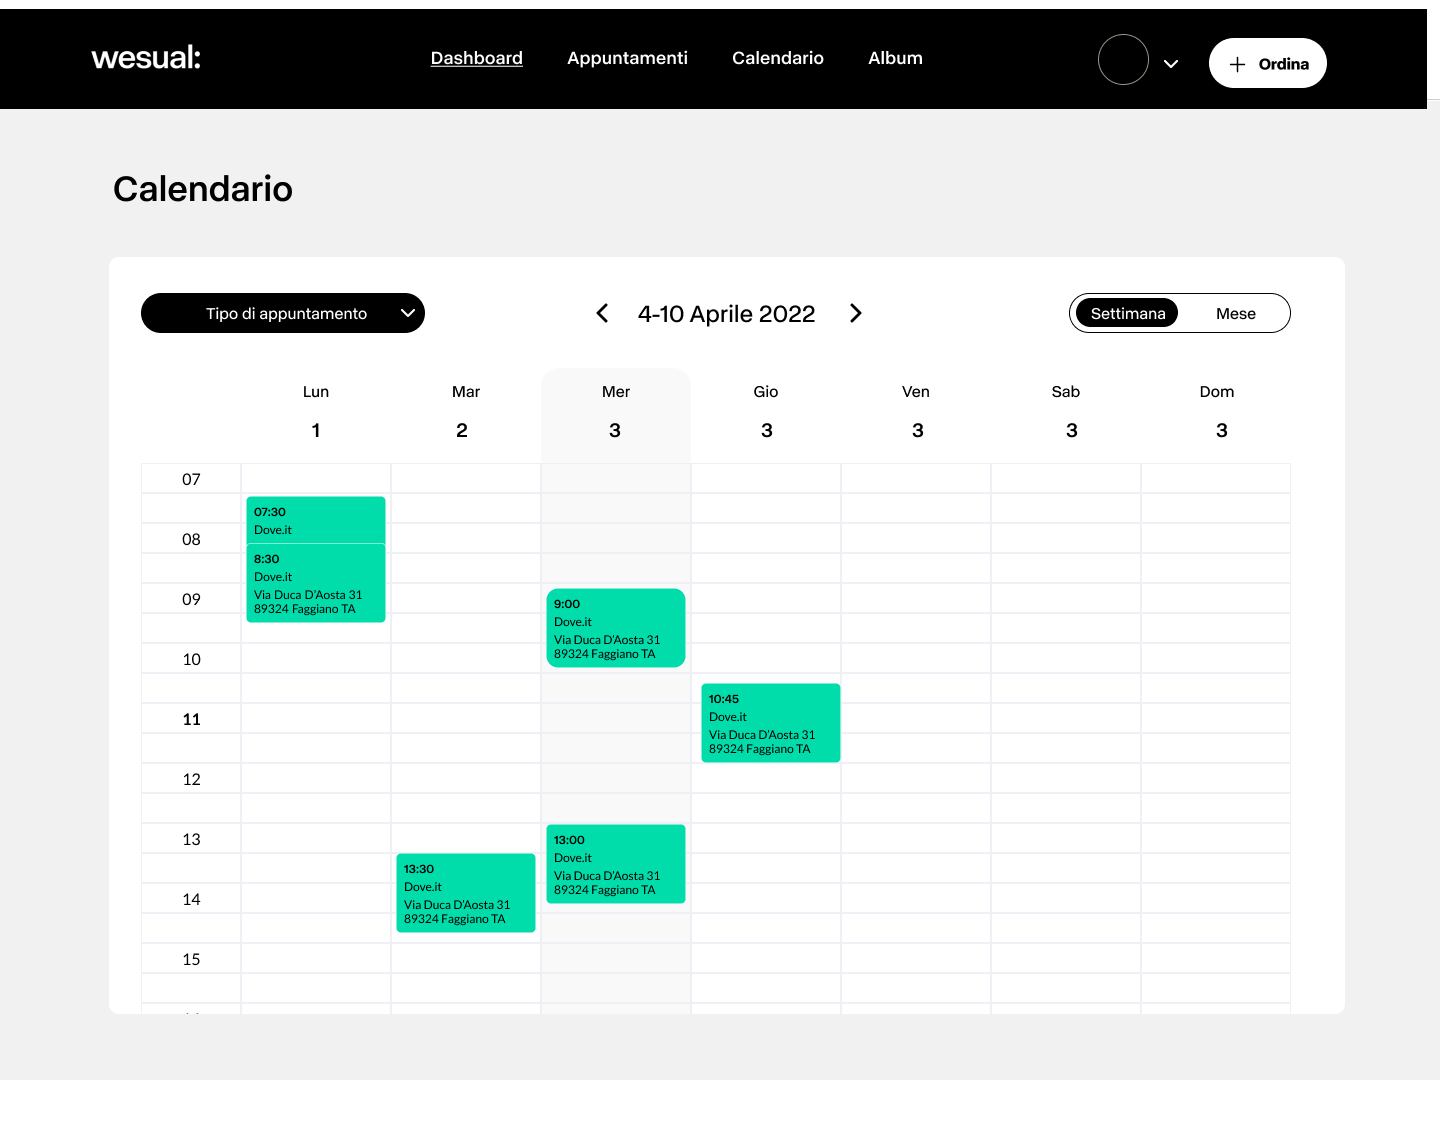 wesual:
Dashboard
Appuntamenti
Calendario
Album
Ordina
Calendario
Tipo di appuntamento
4-10 Aprile 2022
Settimana
Mese
Lun
Mar
Mer
Gio
Ven
Sab
Dom
1
2
3
3
3
3
3
07
07:30
Dove.it
08
8:30
Dove.it
Via Duca D'Aosta 31
89324 Faggiano TA
09
9:00
Dove.it
Via Duca D'Aosta 31
89324 Faggiano TA
10
10:45
Dove.it
Via Duca D'Aosta 31
89324 Faggiano TA
11
12
13
13:00
Dove.it
Via Duca D'Aosta 31
89324 Faggiano TA
13:30
Dove.it
Via Duca D'Aosta 31
89324 Faggiano TA
14
15